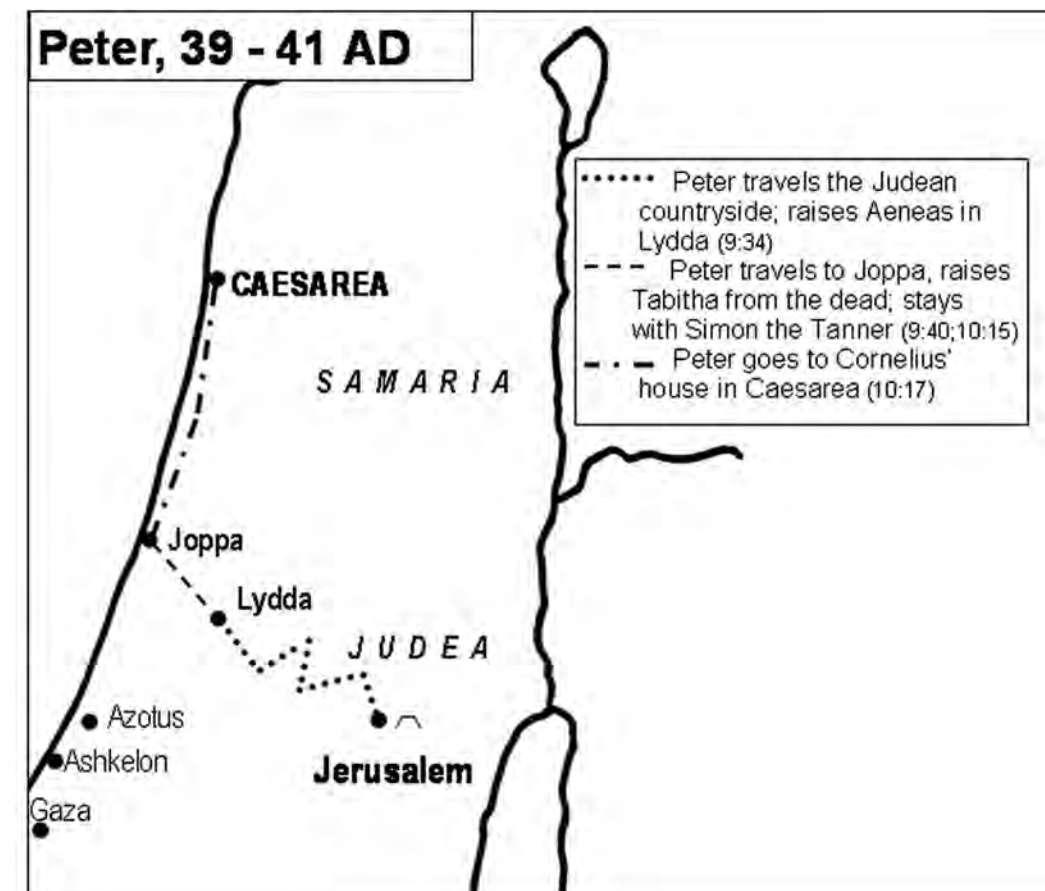 Peter, 39 - 41 AD
Peter travels the Judean
countryside; raises Aeneas in
Lydda (9:34)
Peter travels to Joppa, raises
Tabitha from the dead; stays
with Simon the Tanner (9:40;10:15)
Peter goes to Cornelius'
house in Caesarea (10:17)
CAESAREA
SAMARIA
Joppa
Lydda
JUDEA
Azotus
Jerusalem
Ashkelon
Gaza